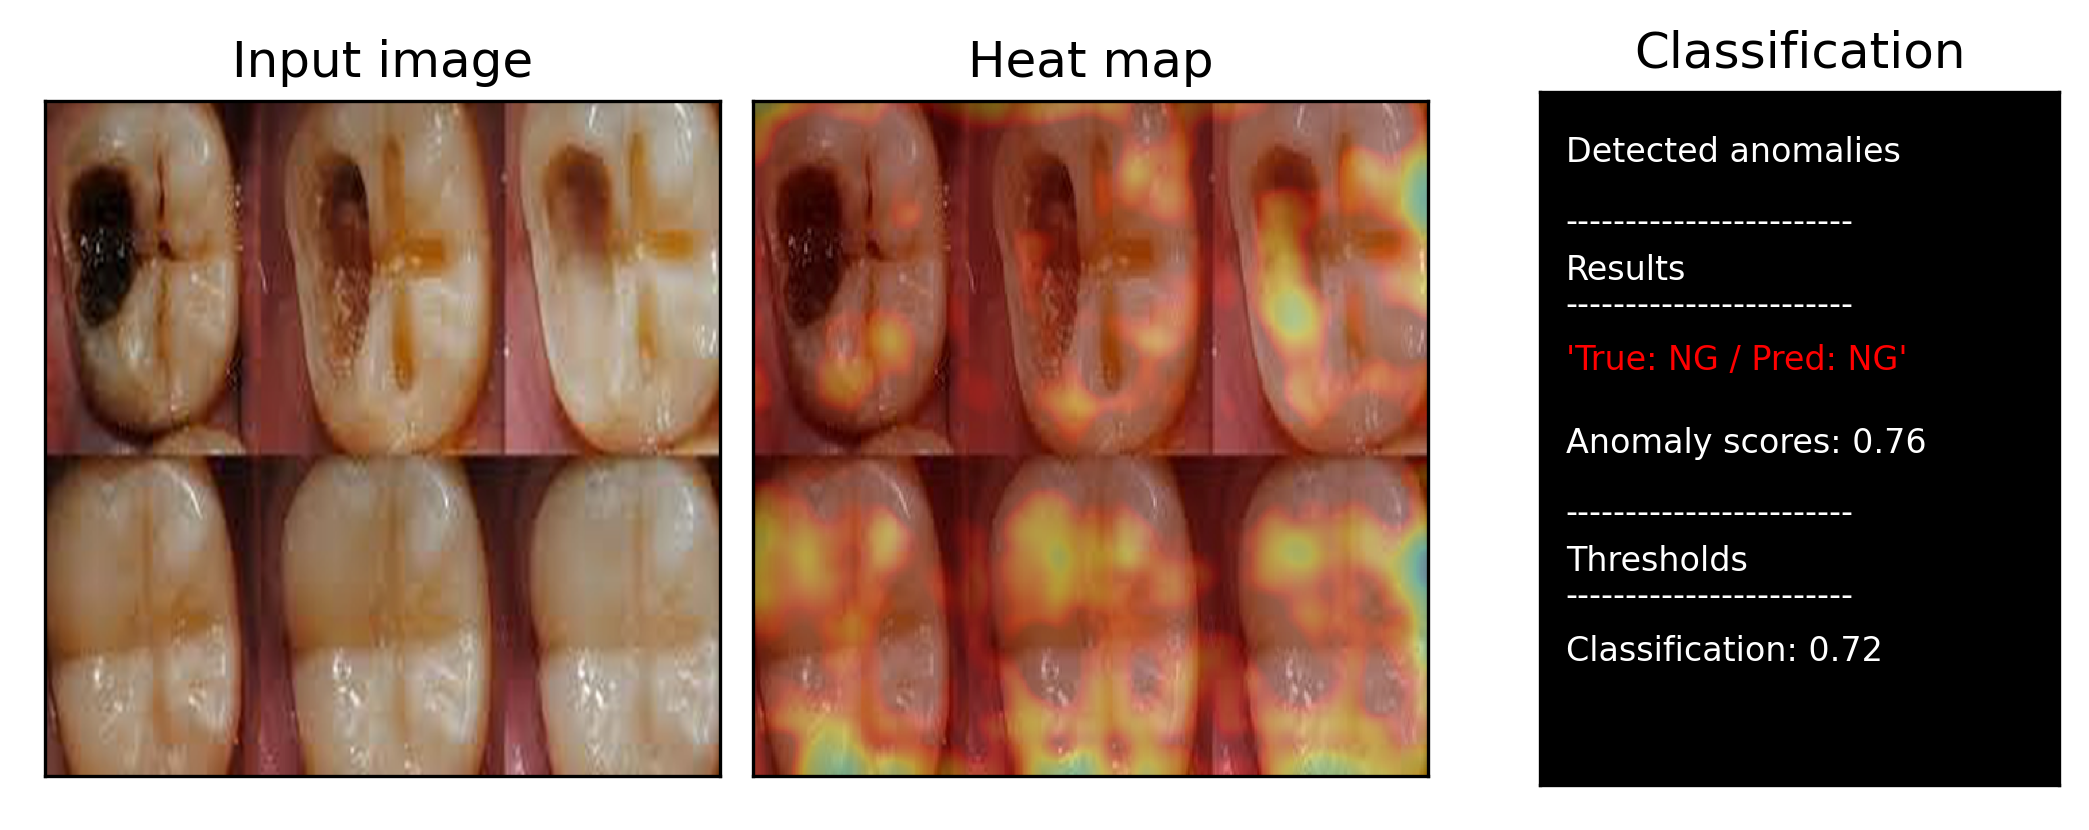 Input image
Heat map
Classification
Detected anomalies
------------------------
Results
------------------------
'True: NG / Pred: NG'
Anomaly scores: 0.76
------------------------
Thresholds
------------------------
Classification: 0.72